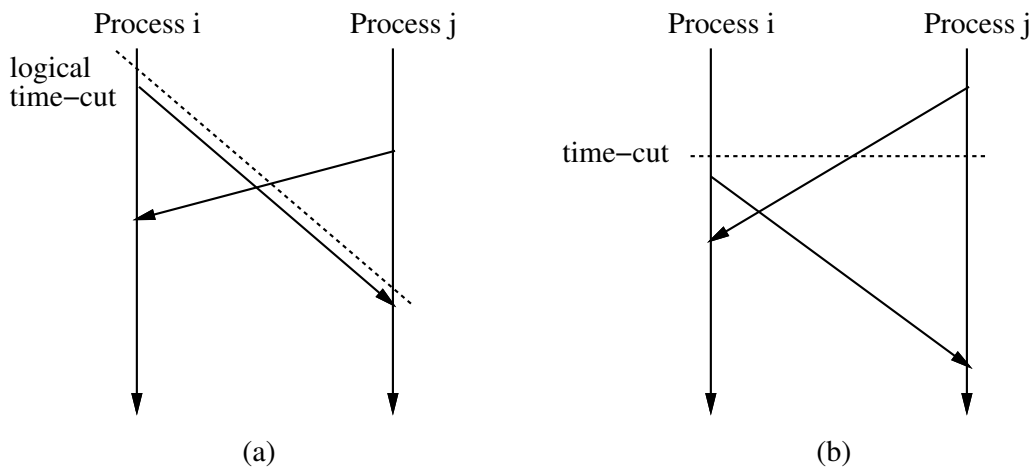 Process i
Process j
logical
time−cut
(a)
Process i
Process j
time−cut
(b)